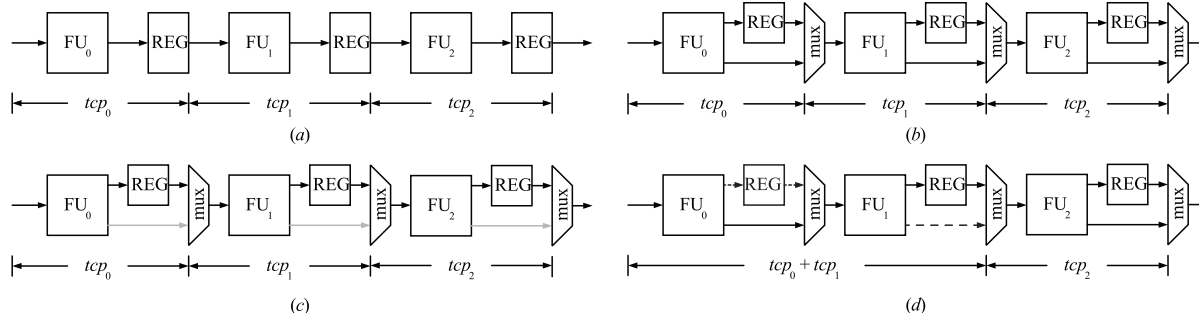 FU₀ REG FU₁ REG FU₂ REG
tcp₀ tcp₁ tcp₂
(a)
FU₀ REG mux FU₁ REG mux FU₂ REG mux
tcp₀ tcp₁ tcp₂
(b)
FU₀ REG mux FU₁ REG mux FU₂ REG mux
tcp₀ tcp₁ tcp₂
(c)
FU₀ REG mux FU₁ REG mux FU₂ REG mux
tcp₀ + tcp₁ tcp₂
(d)